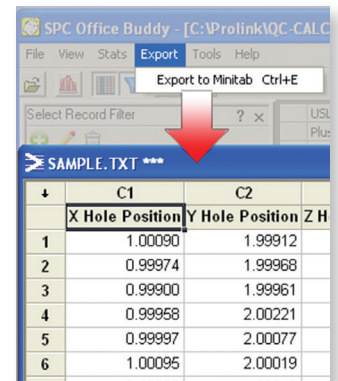 SPC Office Buddy - [C:\Prolink\QC-CALC
File View Stats Export Tools Help
Export to Minitab Ctrl+E
Select Record Filter ? × USL
Plus
SAMPLE.TXT ***
↓ C1 C2
X Hole Position Y Hole Position Z H
1 1.00090 1.99912
2 0.99974 1.99968
3 0.99900 1.99961
4 0.99958 2.00221
5 0.99997 2.00077
6 1.00095 2.00019